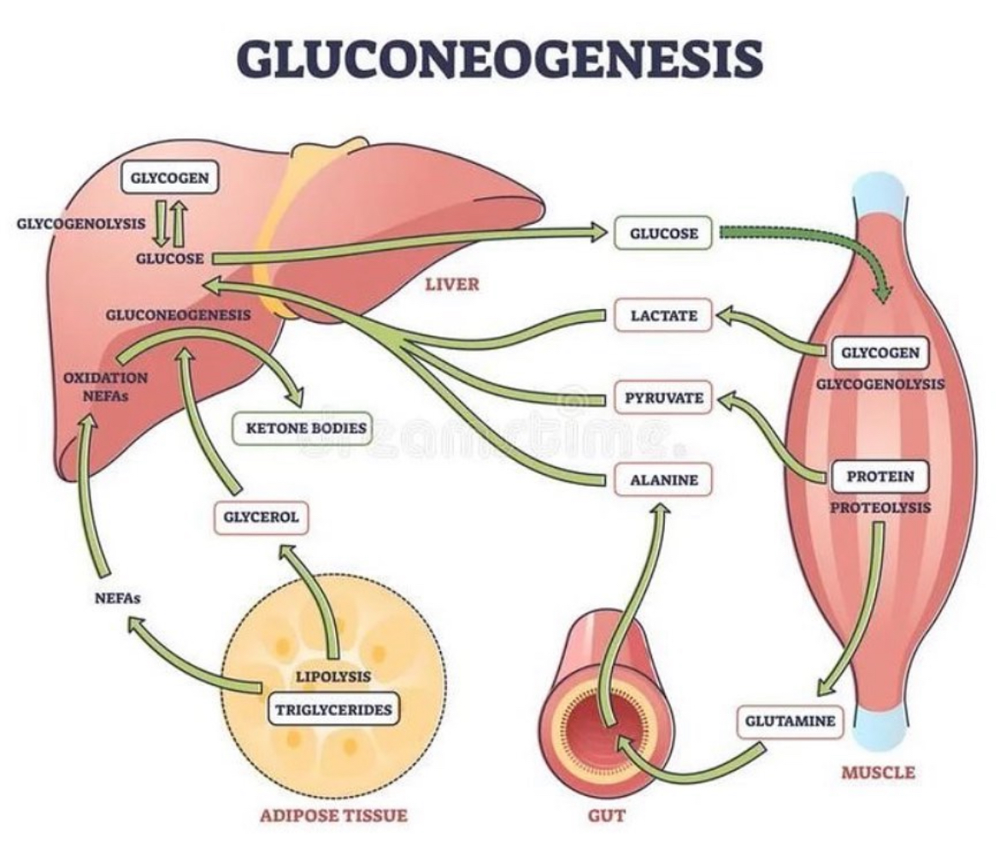 GLUCONEOGENESIS
GLYCOGEN
GLYCOGENOLYSIS
GLUCOSE
GLUCOSE
LIVER
GLUCONEOGENESIS
LACTATE
GLYCOGEN
GLYCOGENOLYSIS
OXIDATION
NEFAs
PYRUVATE
KETONE BODIES
dreamstime.
ALANINE
PROTEIN
PROTEOLYSIS
GLYCEROL
NEFAs
LIPOLYSIS
TRIGLYCERIDES
GLUTAMINE
MUSCLE
ADIPOSE TISSUE
GUT